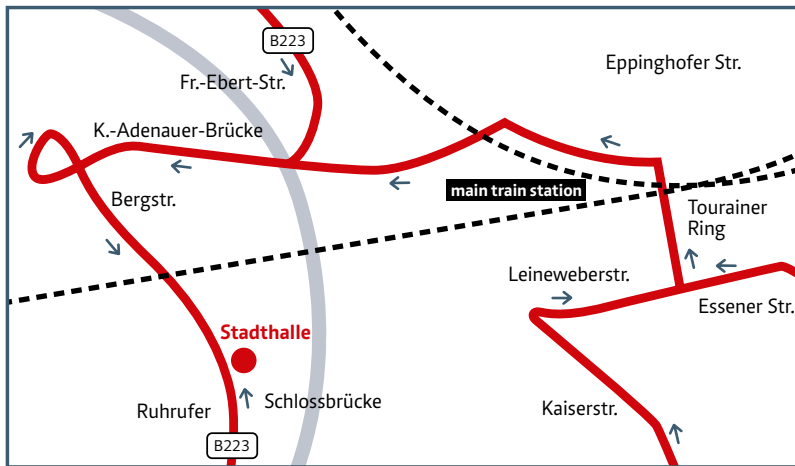 B223
Eppinghofer Str.
Fr.-Ebert-Str.
K.-Adenauer-Brücke
main train station
Bergstr.
Tourainer
Ring
Leineweberstr.
Essener Str.
Stadthalle
Schlossbrücke
Ruhrufer
Kaiserstr.
B223